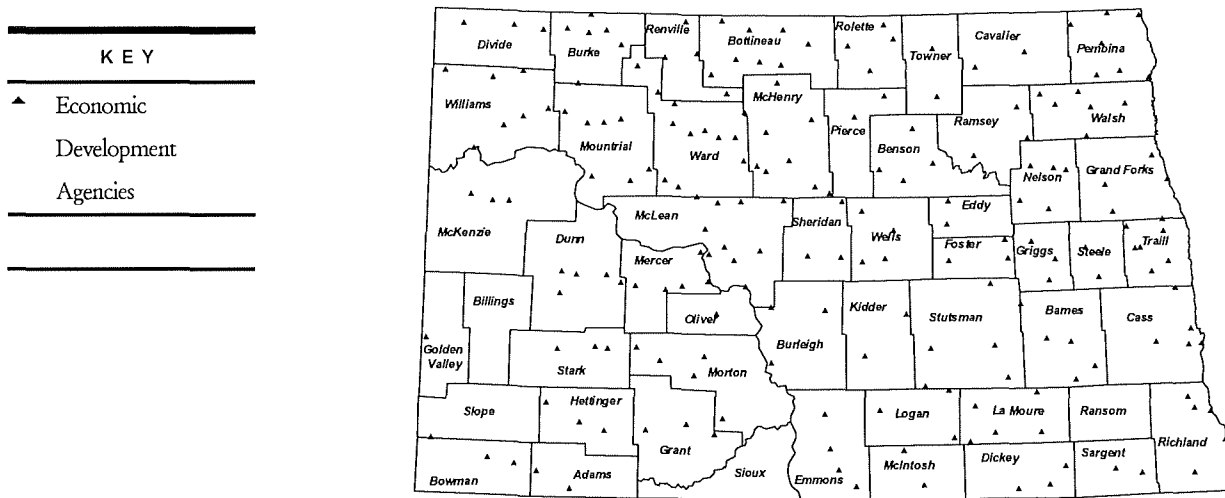 KEY
Economic
Development
Agencies
Divide
Burke
Renville
Bottineau
Rolette
Towner
Cavalier
Pembina
Williams
Mountrial
Ward
McHenry
Pierce
Benson
Ramsey
Walsh
Nelson
Grand Forks
McKenzie
Dunn
McLean
Mercer
Sheridan
Wells
Eddy
Foster
Griggs
Steele
Traill
Billings
Golden
Valley
Oliver
Burleigh
Kidder
Stutsman
Barnes
Cass
Stark
Morton
Slope
Hettinger
Grant
Logan
La Moure
Ransom
Richland
Bowman
Adams
Sioux
Emmons
McIntosh
Dickey
Sargent